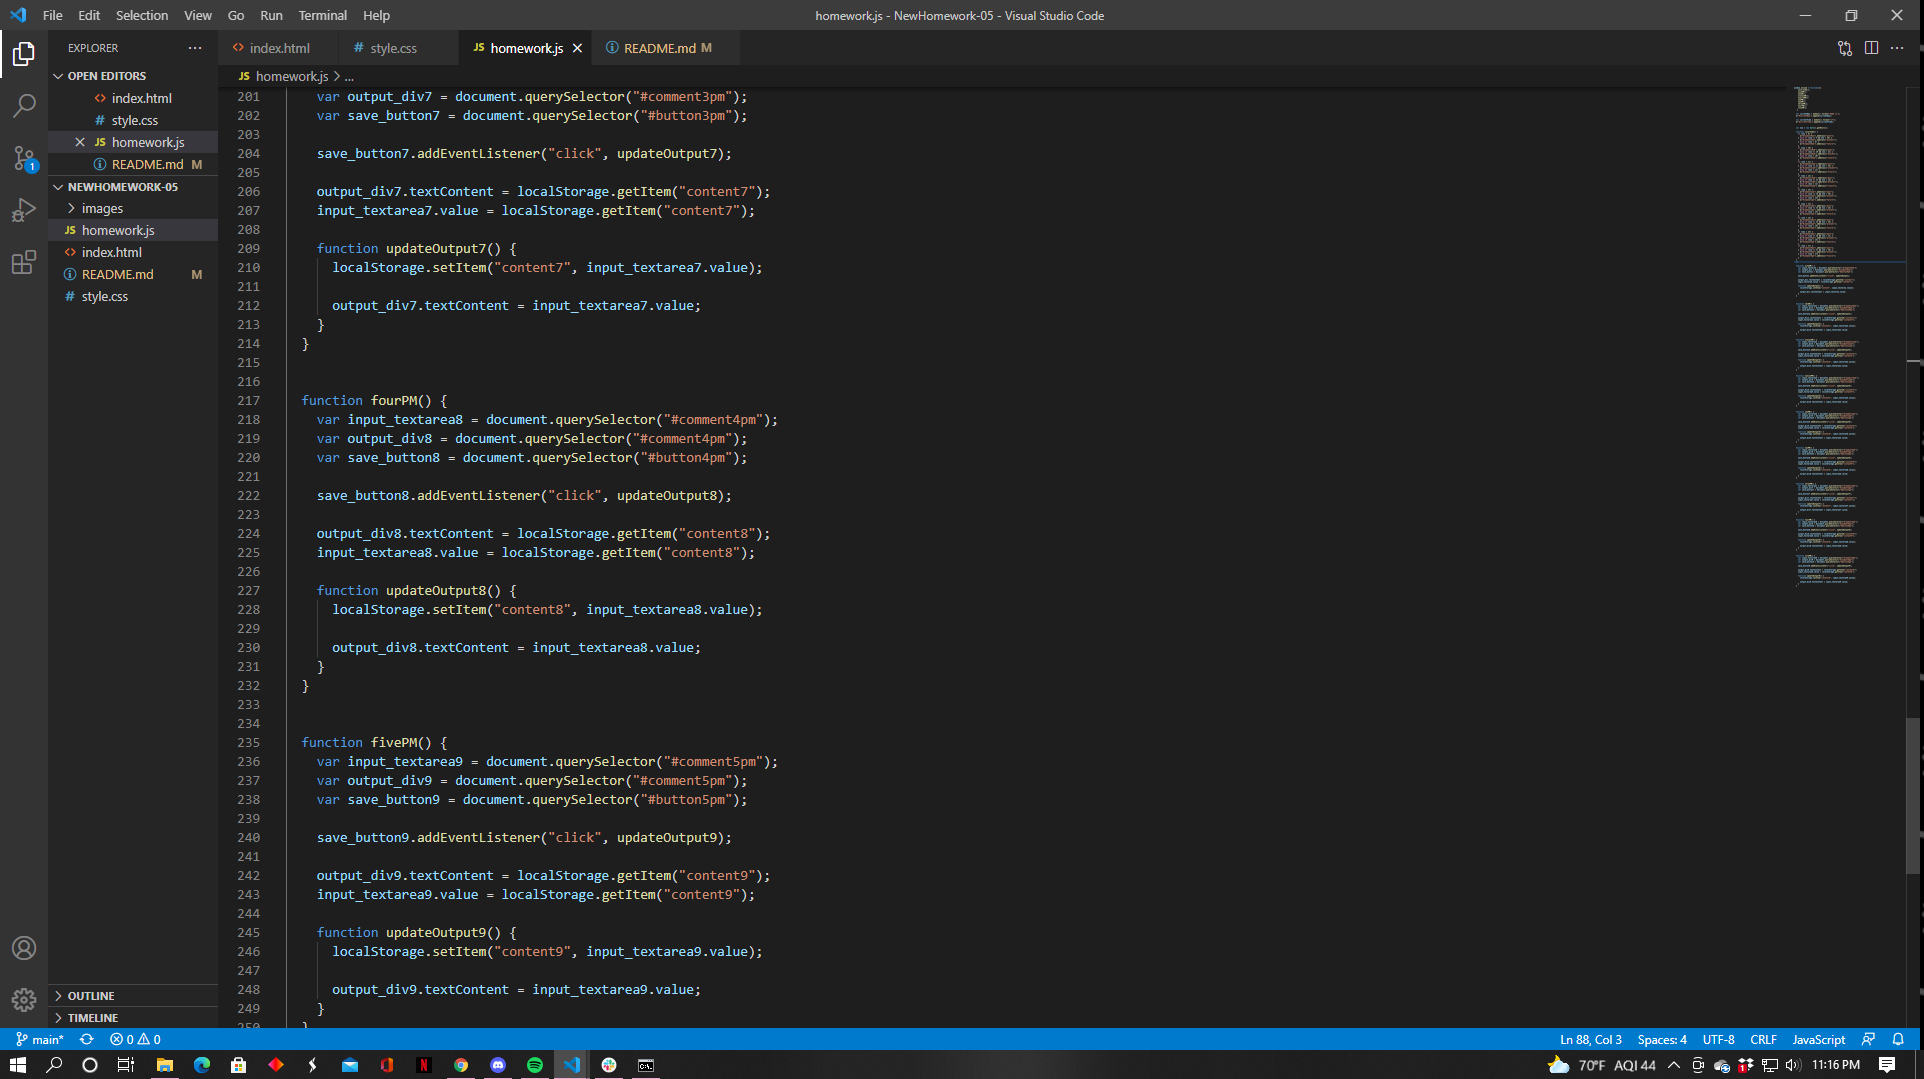 File Edit Selection View Go Run Terminal Help
homework.js - NewHomework-05 - Visual Studio Code
EXPLORER
OPEN EDITORS
index.html
style.css
homework.js
README.md M
NEWHOMEWORK-05
images
JS homework.js
index.html
README.md M
# style.css
OUTLINE
TIMELINE
index.html # style.css JS homework.js README.md M
JS homework.js > ...
201 var output_div7 = document.querySelector("#comment3pm");
202 var save_button7 = document.querySelector("#button3pm");
203
204 save_button7.addEventListener("click", updateOutput7);
205
206 output_div7.textContent = localStorage.getItem("content7");
207 input_textarea7.value = localStorage.getItem("content7");
208
209 function updateOutput7() {
210 localStorage.setItem("content7", input_textarea7.value);
211
212 output_div7.textContent = input_textarea7.value;
213 }
214 }
215
216
217 function fourPM() {
218 var input_textarea8 = document.querySelector("#comment4pm");
219 var output_div8 = document.querySelector("#comment4pm");
220 var save_button8 = document.querySelector("#button4pm");
221
222 save_button8.addEventListener("click", updateOutput8);
223
224 output_div8.textContent = localStorage.getItem("content8");
225 input_textarea8.value = localStorage.getItem("content8");
226
227 function updateOutput8() {
228 localStorage.setItem("content8", input_textarea8.value);
229
230 output_div8.textContent = input_textarea8.value;
231 }
232 }
233
234
235 function fivePM() {
236 var input_textarea9 = document.querySelector("#comment5pm");
237 var output_div9 = document.querySelector("#comment5pm");
238 var save_button9 = document.querySelector("#button5pm");
239
240 save_button9.addEventListener("click", updateOutput9);
241
242 output_div9.textContent = localStorage.getItem("content9");
243 input_textarea9.value = localStorage.getItem("content9");
244
245 function updateOutput9() {
246 localStorage.setItem("content9", input_textarea9.value);
247
248 output_div9.textContent = input_textarea9.value;
249 }
250 }
main* 0 0
Ln 88, Col 3 Spaces: 4 UTF-8 CRLF JavaScript
70°F AQI 44 11:16 PM